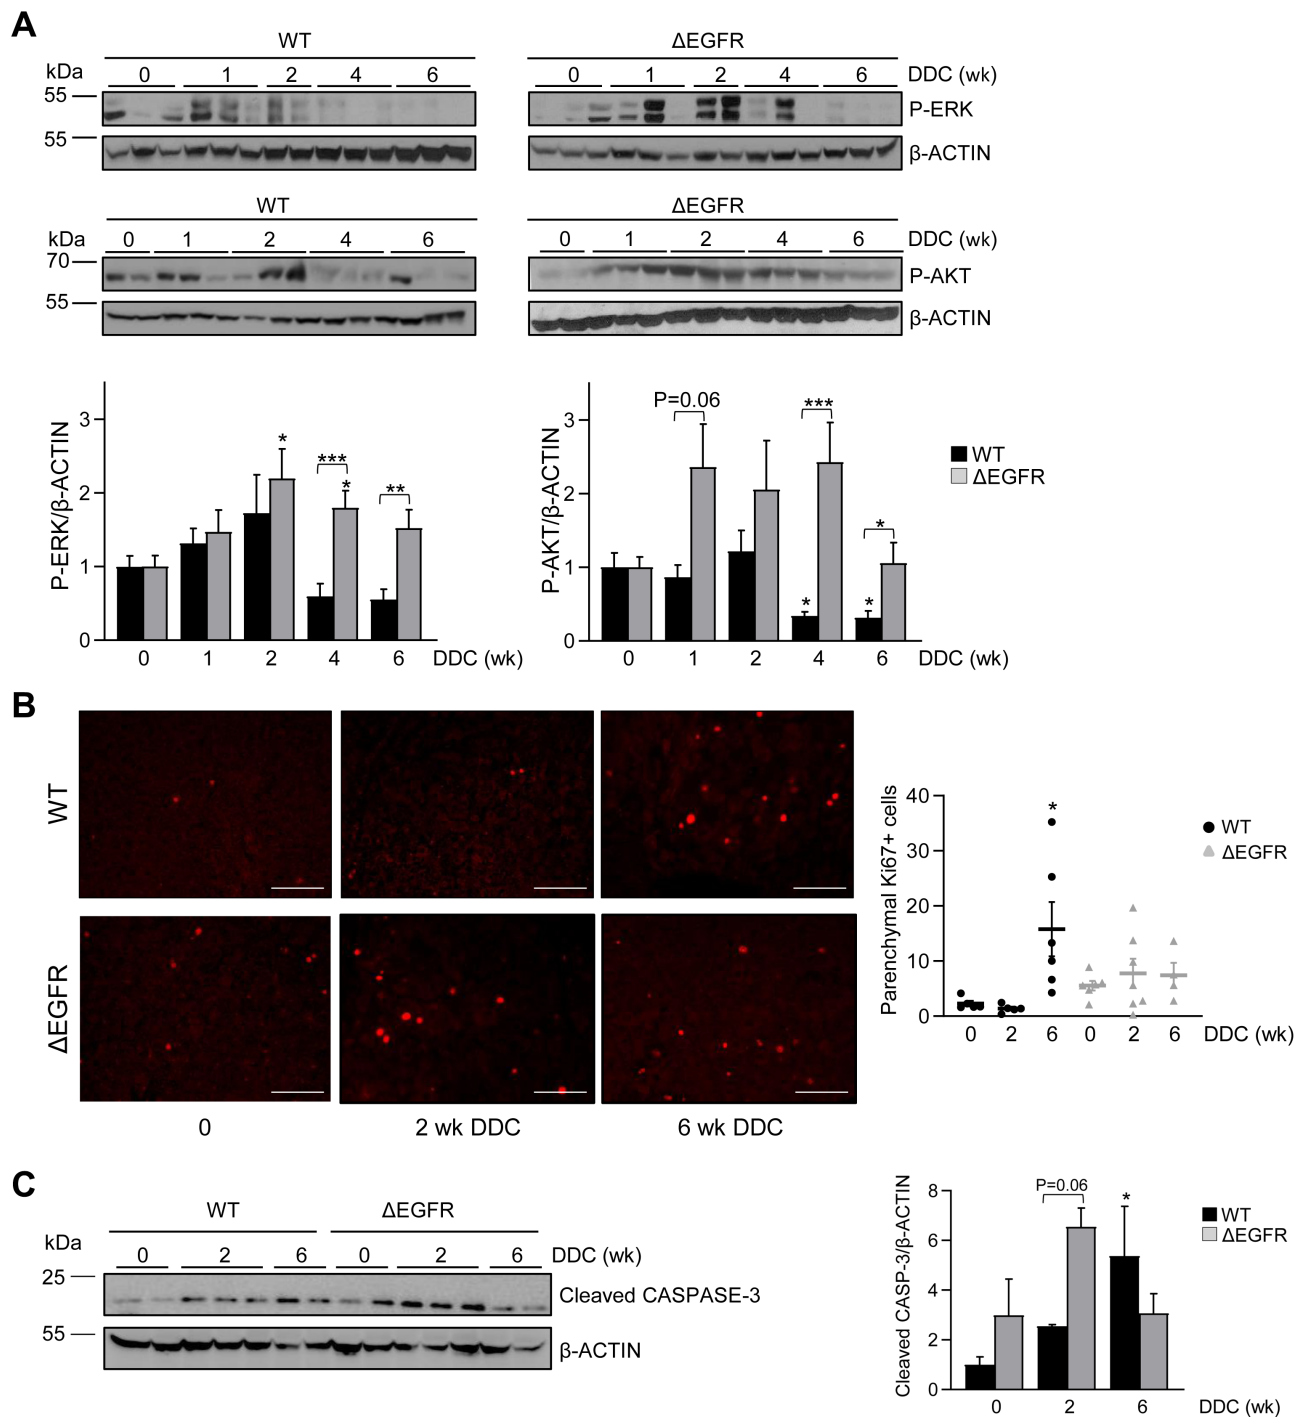 A
WT ΔEGFR
kDa 0 1 2 4 6 0 1 2 4 6 DDC (wk)
55 P-ERK
55 β-ACTIN
WT ΔEGFR
kDa 0 1 2 4 6 0 1 2 4 6 DDC (wk)
70 P-AKT
55 β-ACTIN
P-ERK/β-ACTIN
3
2
1
0
* *** * **
0 1 2 4 6 DDC (wk)
P-AKT/β-ACTIN
3
2
1
0
P=0.06 *** * * *
0 1 2 4 6 DDC (wk)
WT
ΔEGFR
B
WT
ΔEGFR
0 2 wk DDC 6 wk DDC
Parenchymal Ki67+ cells
40
30
20
10
0
*
0 2 6 0 2 6 DDC (wk)
WT
ΔEGFR
C
WT ΔEGFR
kDa 0 2 6 0 2 6 DDC (wk)
25 Cleaved CASPASE-3
55 β-ACTIN
Cleaved CASP-3/β-ACTIN
8
6
4
2
0
P=0.06 *
0 2 6 DDC (wk)
WT
ΔEGFR